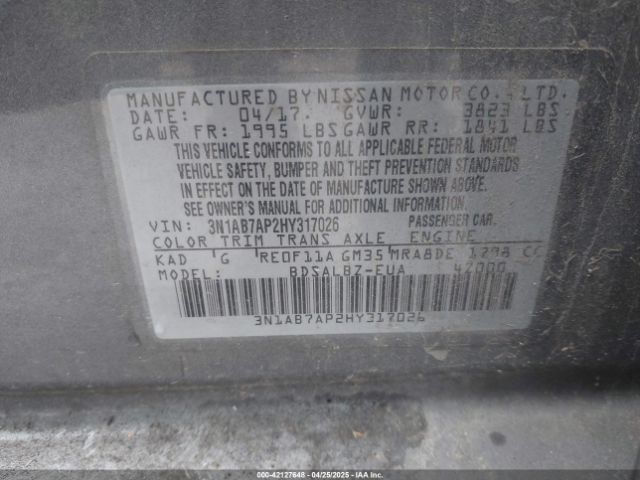 MANUFACTURED BY NISSAN MOTOR CO., LTD.
DATE: 04/17. GVWR: 3823 LBS
GAWR FR: 1995 LBS GAWR RR: 1841 LBS
THIS VEHICLE CONFORMS TO ALL APPLICABLE FEDERAL MOTOR
VEHICLE SAFETY, BUMPER AND THEFT PREVENTION STANDARDS
IN EFFECT ON THE DATE OF MANUFACTURE SHOWN ABOVE.
SEE OWNER'S MANUAL FOR ADDITIONAL INFORMATION.
VIN: 3N1AB7AP2HY317026 PASSENGER CAR.
COLOR TRIM TRANS AXLE ENGINE
KAD G RE0F11A GM35 MRA8DE 1798 CC
MODEL: BDSALBZ-EUA 42000
3N1AB7AP2HY317026
000-42127648 - 04/25/2025 - IAA Holdings, LLC